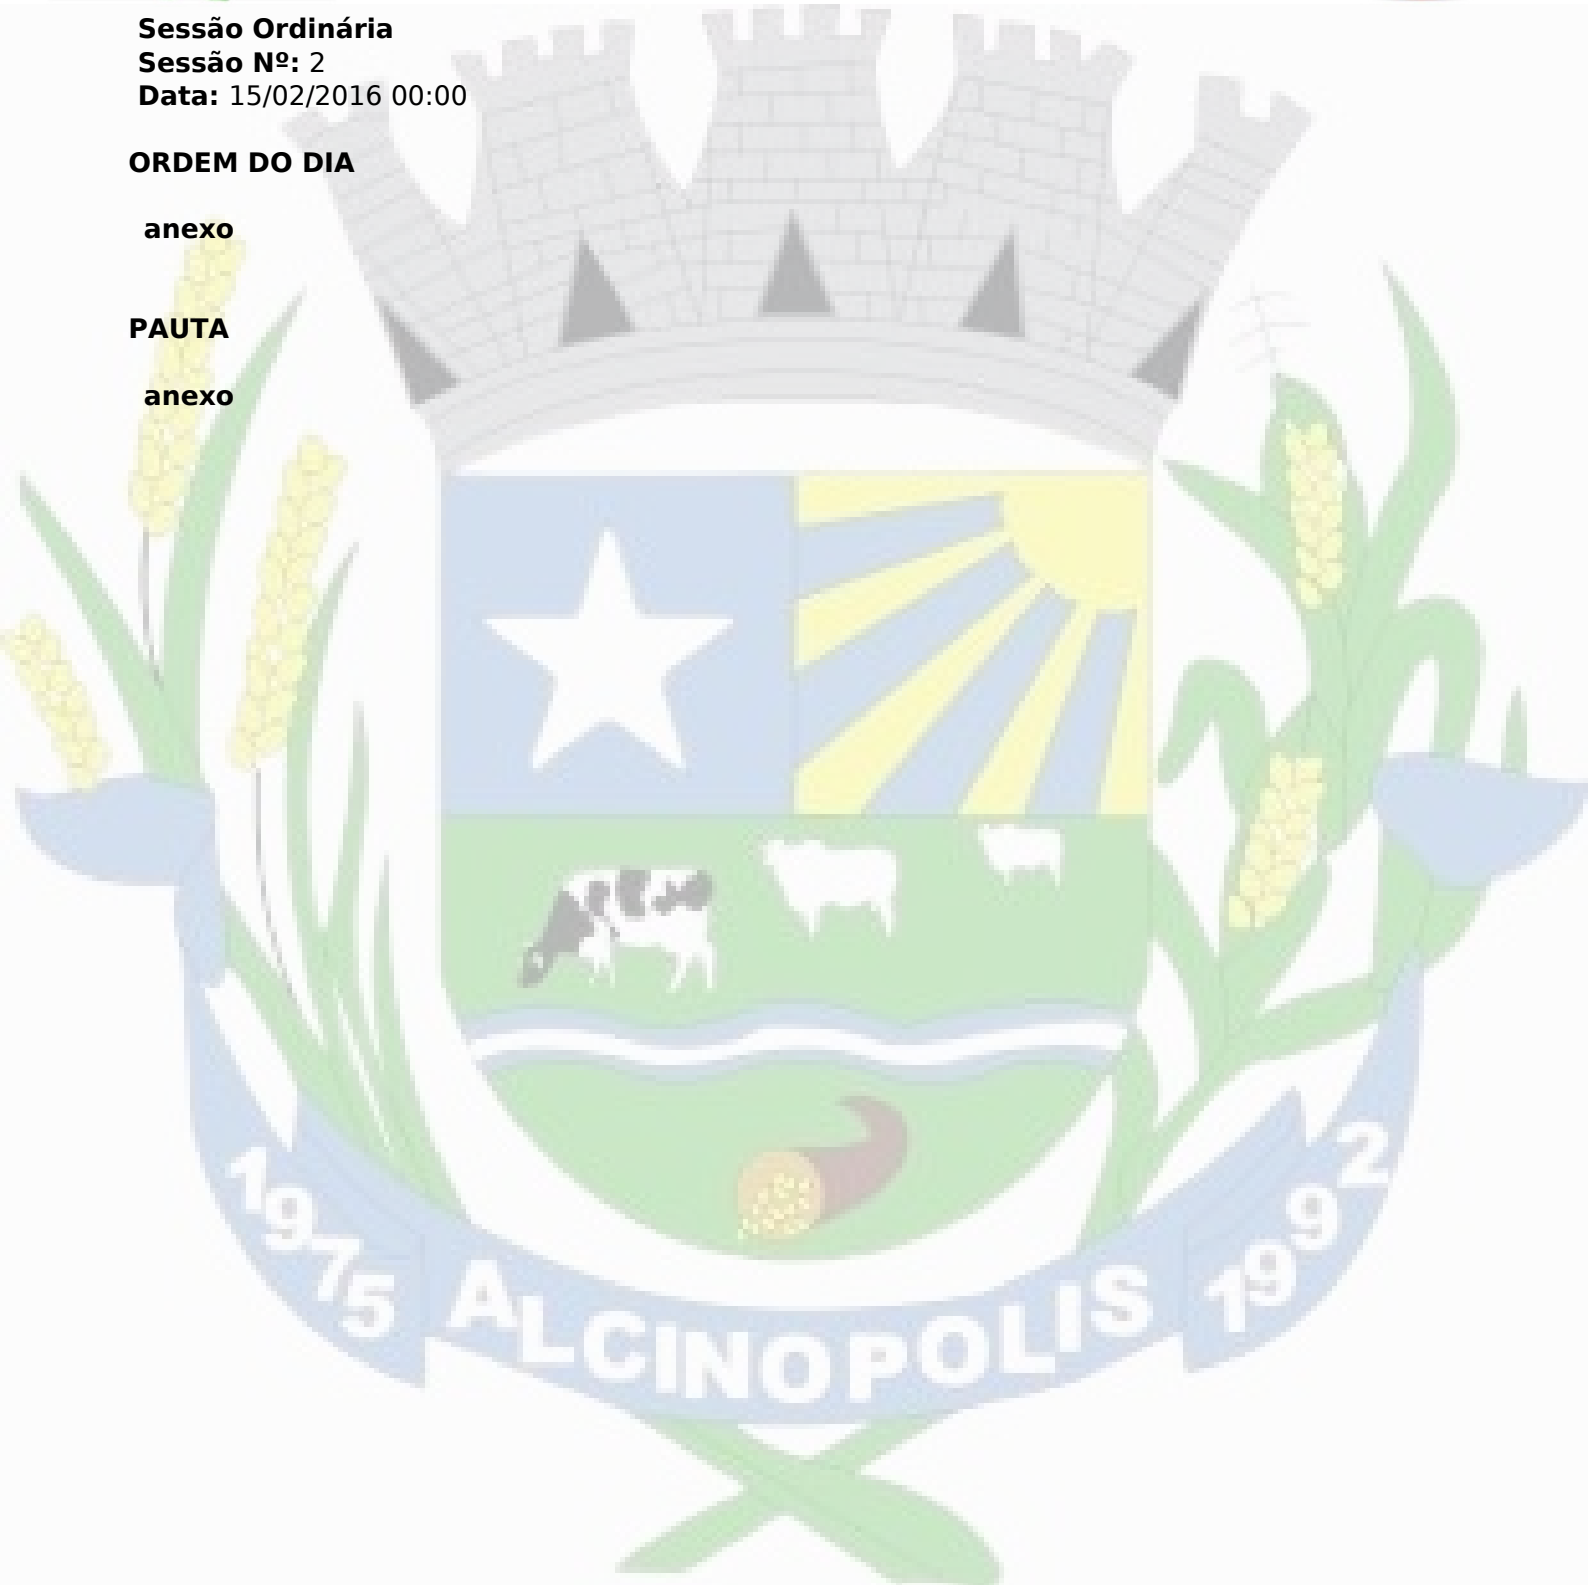 Sessão Ordinária
Sessão Nº: 2
Data: 15/02/2016 00:00
ORDEM DO DIA
anexo
PAUTA
anexo
1975 ALCINOPOLIS 1992